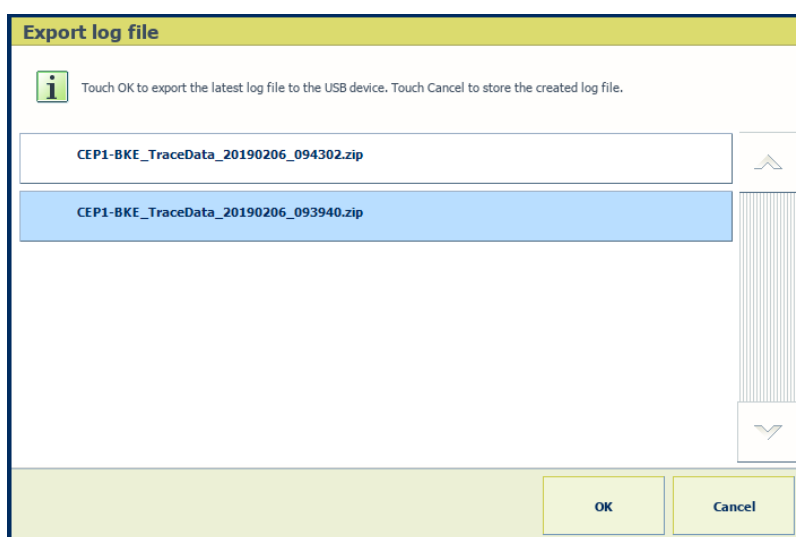 Export log file
Touch OK to export the latest log file to the USB device. Touch Cancel to store the created log file.
CEP1-BKE_TraceData_20190206_094302.zip
CEP1-BKE_TraceData_20190206_093940.zip
OK
Cancel